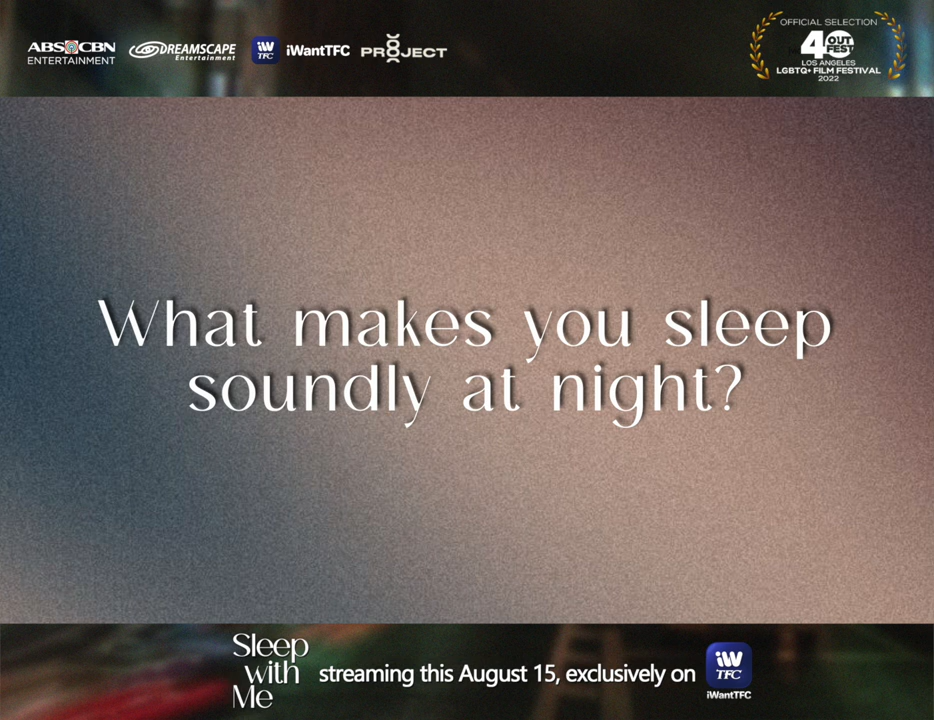 ABS CBN
ENTERTAINMENT
DREAMSCAPE
Entertainment
iW
TFC
iWantTFC
PR8JECT
OFFICIAL SELECTION
40 OUT
FEST
LOS ANGELES
LGBTQ+ FILM FESTIVAL
2022
What makes you sleep
soundly at night?
Sleep
with
Me
streaming this August 15, exclusively on
iW
TFC
iWantTFC